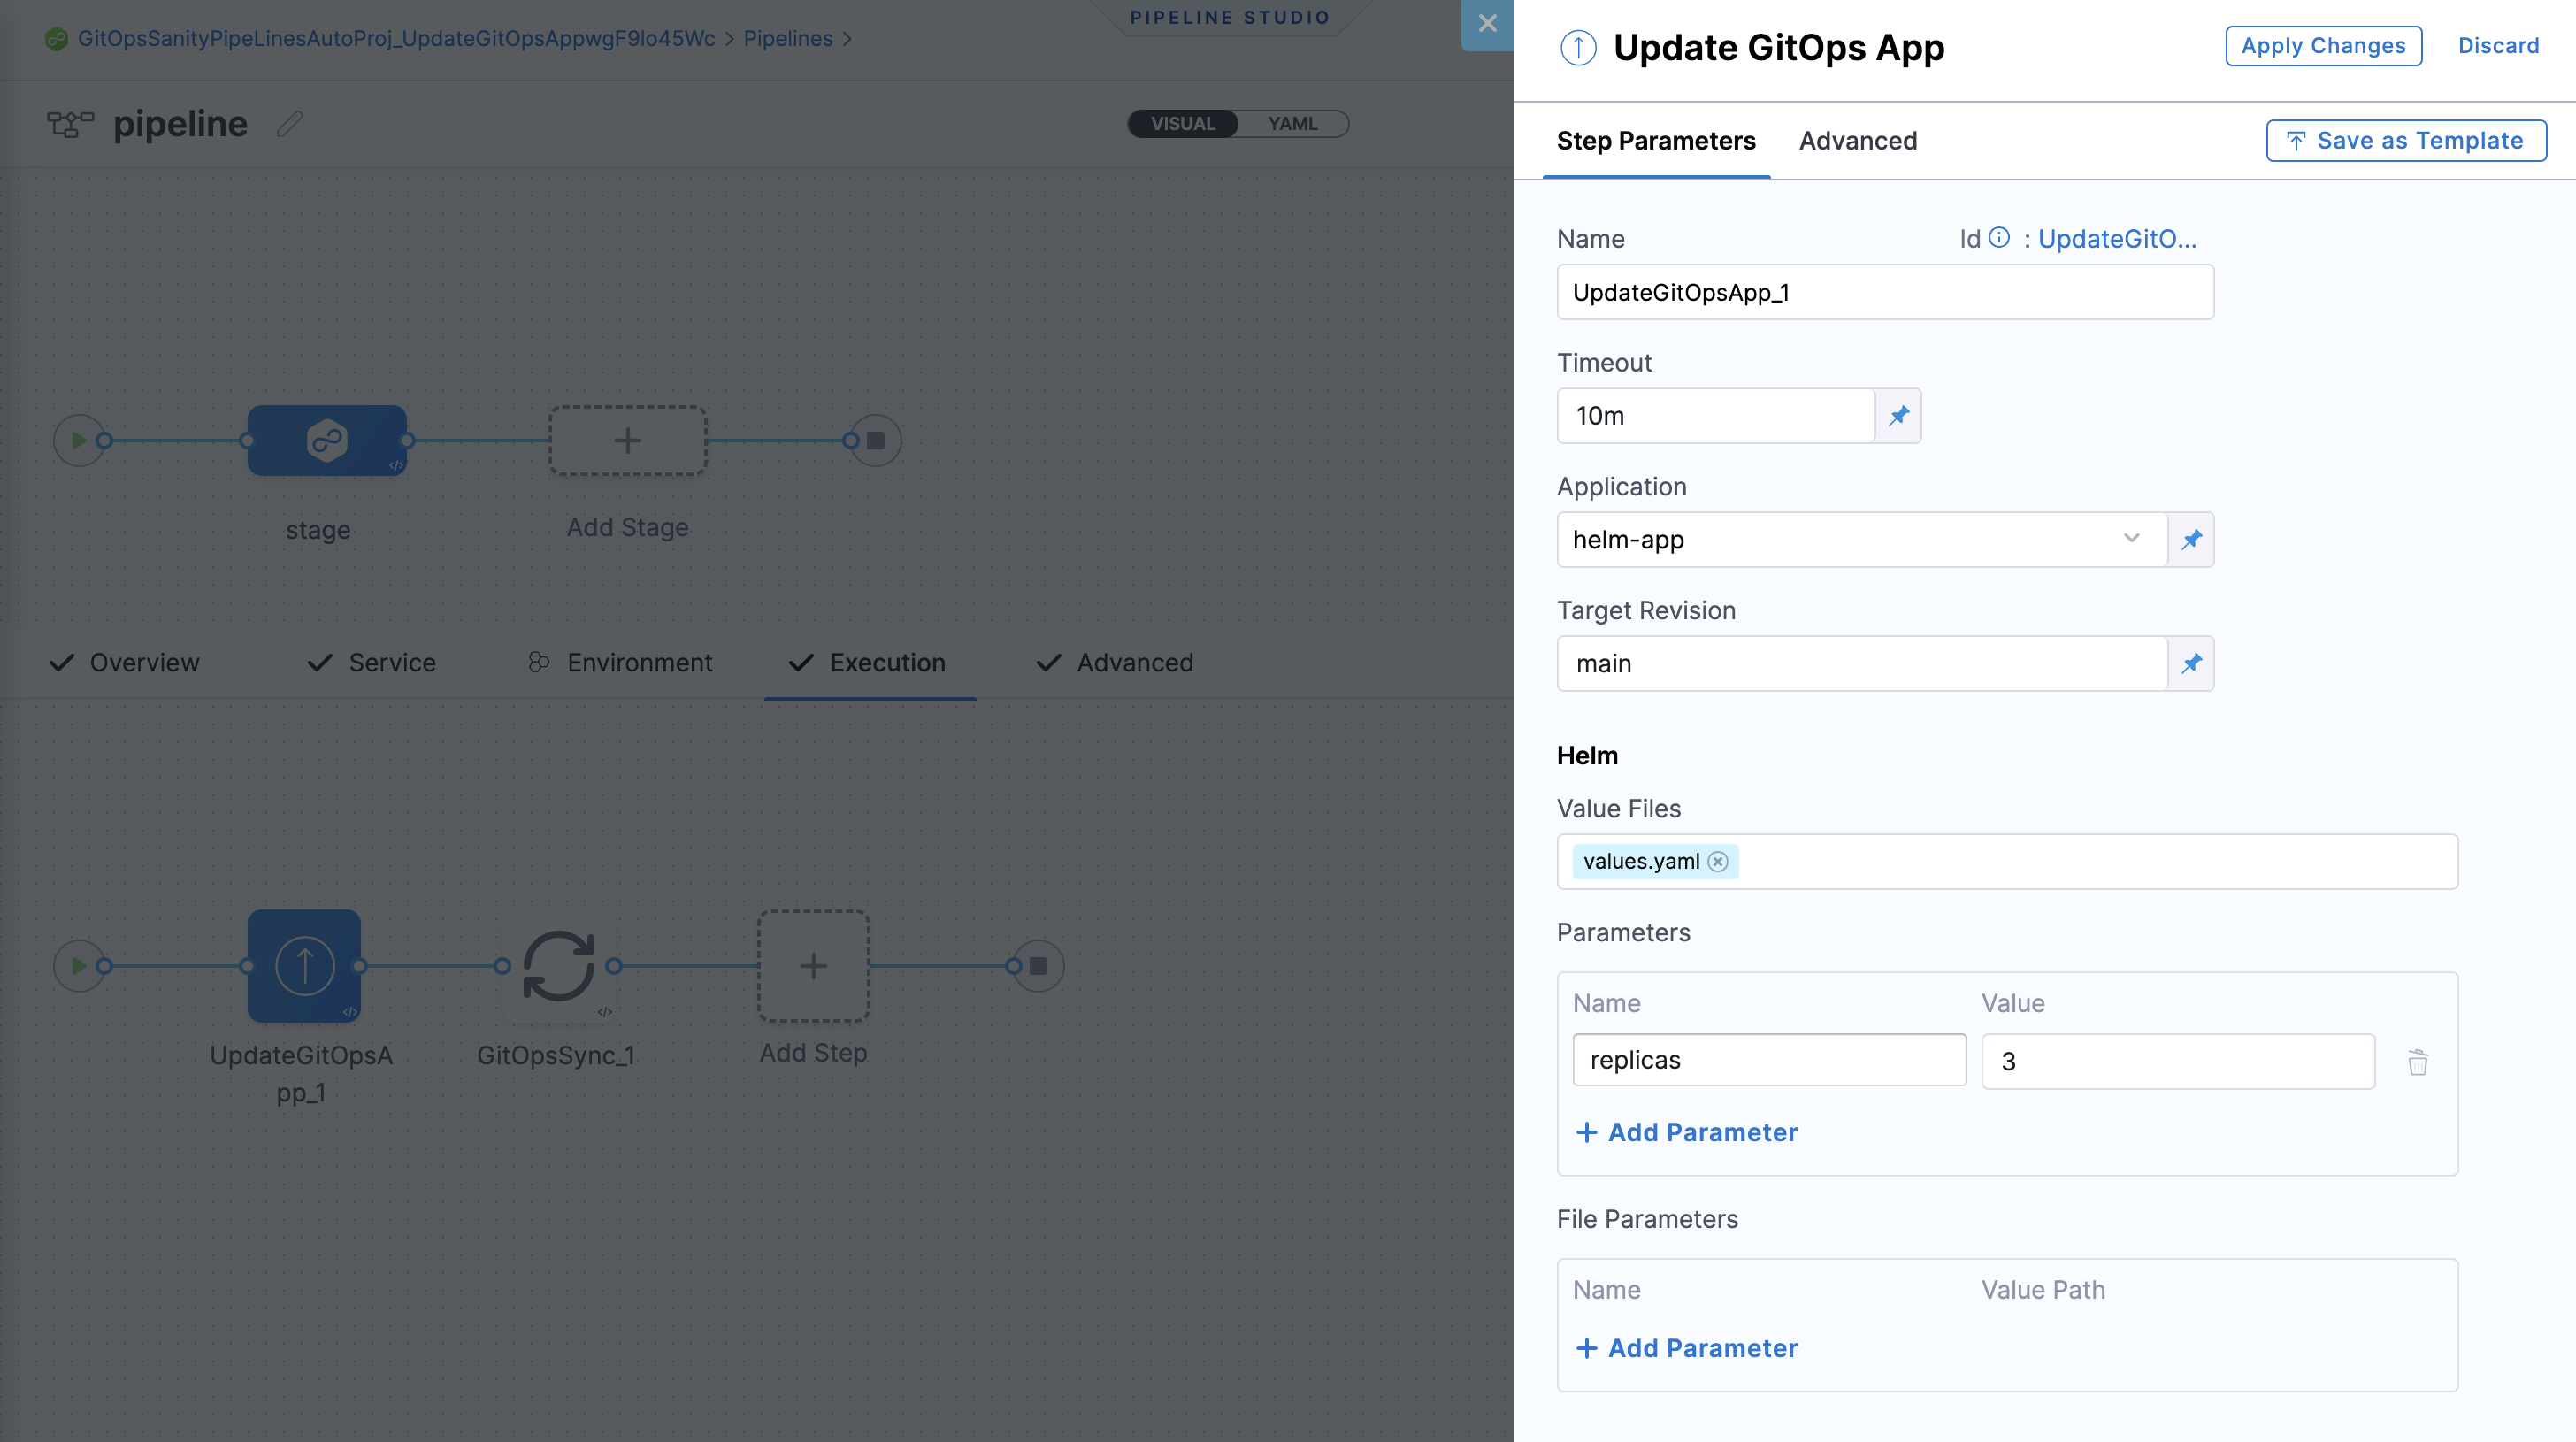 GitOpsSanityPipeLinesAutoProj_UpdateGitOpsAppwgF9Io45Wc > Pipelines >
PIPELINE STUDIO
pipeline
VISUAL YAML
stage
Add Stage
Overview
Service
Environment
Execution
Advanced
UpdateGitOpsA
pp_1
GitOpsSync_1
Add Step
Update GitOps App
Apply Changes
Discard
Step Parameters
Advanced
Save as Template
Name
Id : UpdateGitO...
UpdateGitOpsApp_1
Timeout
10m
Application
helm-app
Target Revision
main
Helm
Value Files
values.yaml
Parameters
Name Value
replicas 3
+ Add Parameter
File Parameters
Name Value Path
+ Add Parameter